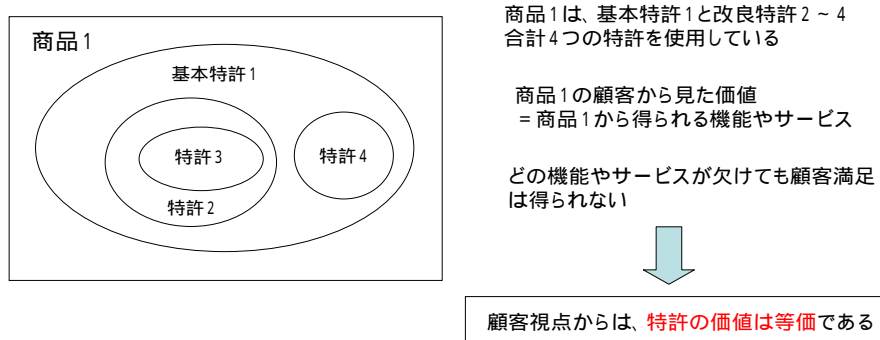 商品1
基本特許1
特許3
特許4
特許2
商品1は、基本特許1と改良特許2～4
合計4つの特許を使用している
商品1の顧客から見た価値
＝商品1から得られる機能やサービス
どの機能やサービスが欠けても顧客満足
は得られない
顧客視点からは、特許の価値は等価である